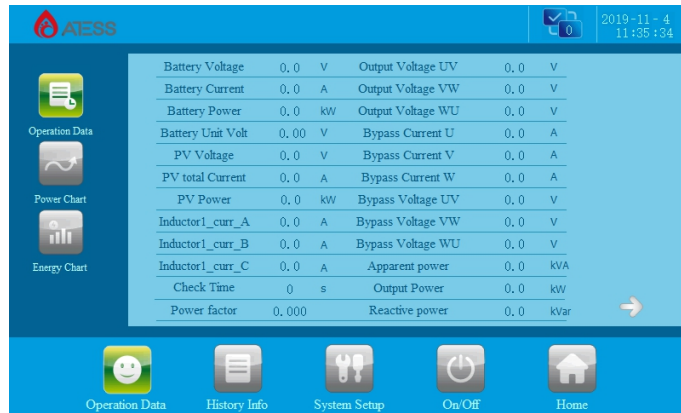 ATESS
0
2019-11-4
11:35:34
Battery Voltage 0.0 V Output Voltage UV 0.0 V
Battery Current 0.0 A Output Voltage VW 0.0 V
Battery Power 0.0 kW Output Voltage WU 0.0 V
Battery Unit Volt 0.00 V Bypass Current U 0.0 A
PV Voltage 0.0 V Bypass Current V 0.0 A
PV total Current 0.0 A Bypass Current W 0.0 A
PV Power 0.0 kW Bypass Voltage UV 0.0 V
Inductor1_curr_A 0.0 A Bypass Voltage VW 0.0 V
Inductor1_curr_B 0.0 A Bypass Voltage WU 0.0 V
Inductor1_curr_C 0.0 A Apparent power 0.0 kVA
Check Time 0 s Output Power 0.0 kW
Power factor 0.000 Reactive power 0.0 kVar
Operation Data
Power Chart
Energy Chart
Operation Data History Info System Setup On/Off Home